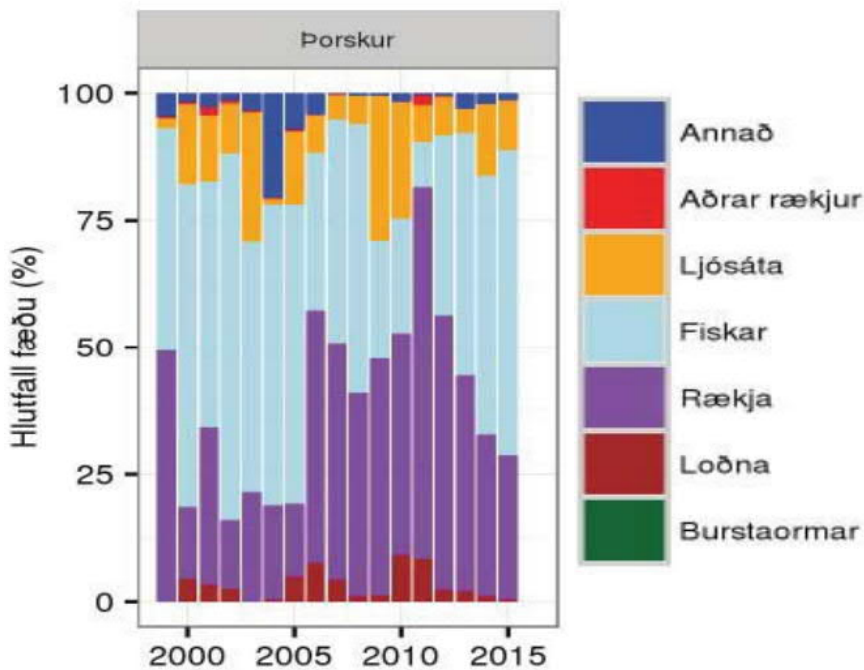 Þorskur
Hlutfall fæðu (%)
100
75
50
25
0
2000
2005
2010
2015
Annað
Aðrar rækjur
Ljósáta
Fiskar
Rækja
Loðna
Burstaormar